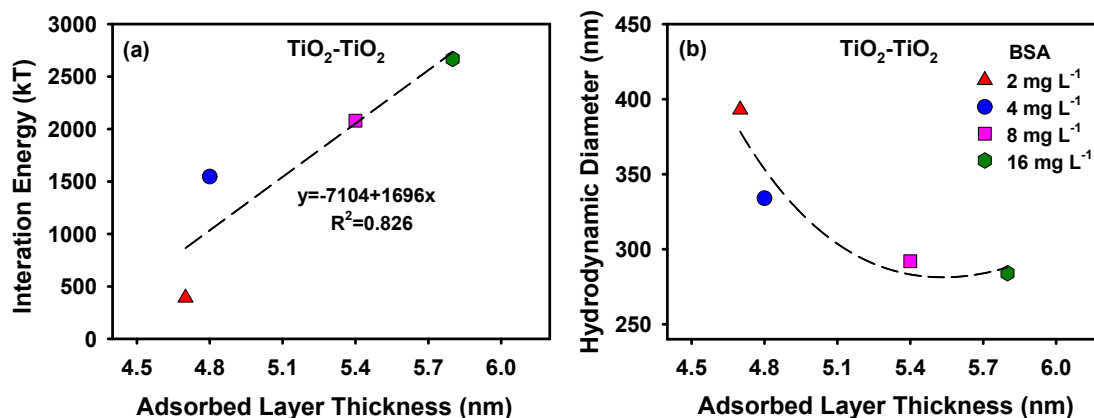 (a)
TiO2-TiO2
Interation Energy (kT)
3000
2500
2000
1500
1000
500
0
y=-7104+1696x
R²=0.826
4.5 4.8 5.1 5.4 5.7 6.0
Adsorbed Layer Thickness (nm)
(b)
TiO2-TiO2
Hydrodynamic Diameter (nm)
450
400
350
300
250
BSA
2 mg L⁻¹
4 mg L⁻¹
8 mg L⁻¹
16 mg L⁻¹
4.5 4.8 5.1 5.4 5.7 6.0
Adsorbed Layer Thickness (nm)